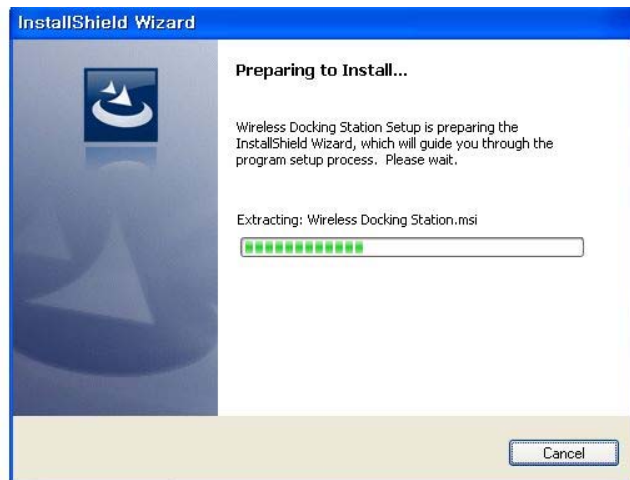 InstallShield Wizard
Preparing to Install...
Wireless Docking Station Setup is preparing the
InstallShield Wizard, which will guide you through the
program setup process.  Please wait.
Extracting: Wireless Docking Station.msi
Cancel